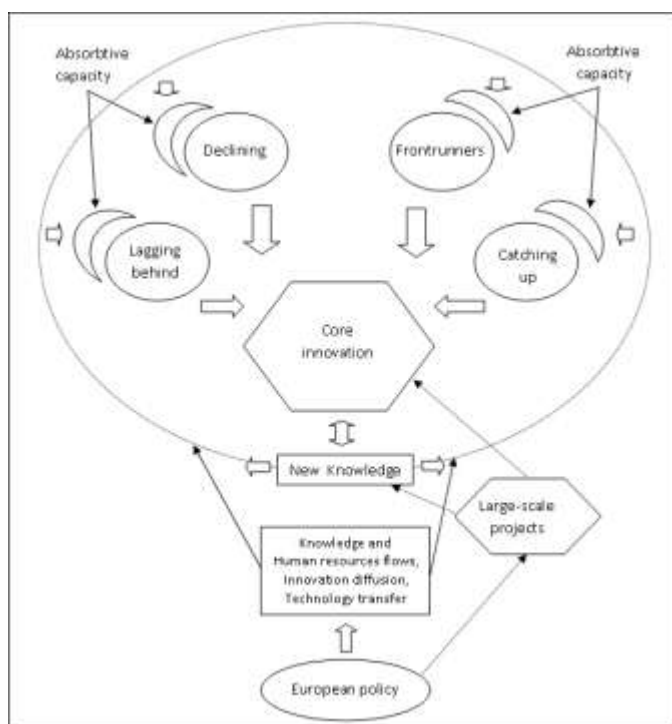 Absorbtive
capacity
Absorbtive
capacity
Declining
Frontrunners
Lagging
behind
Catching
up
Core
innovation
New Knowledge
Large-scale
projects
Knowledge and
Human resources flows,
Innovation diffusion,
Technology transfer
European policy